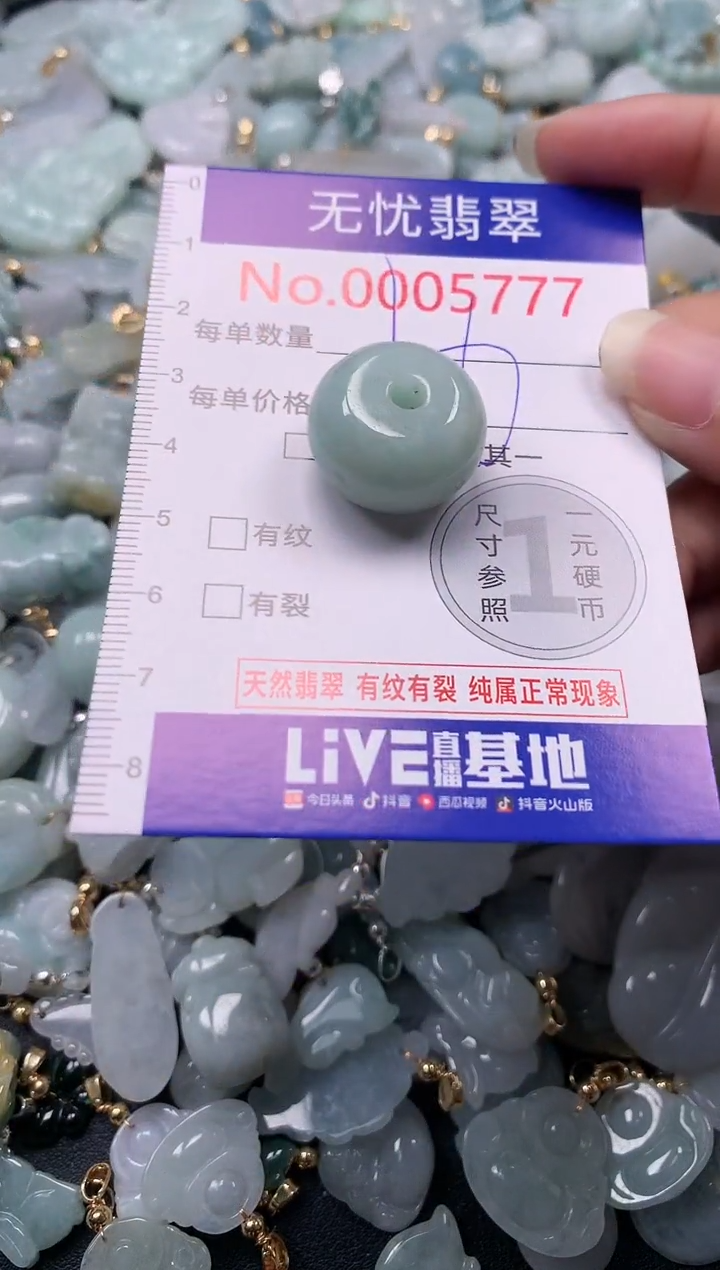 无忧翡翠
No.0005777
0
1
2
3
4
5
6
7
8
每单数量
每单价格
其一
有纹
有裂
尺寸参照
1
一元硬币
天然翡翠 有纹有裂 纯属正常现象
LiVE直播基地
今日头条 抖音 西瓜视频 抖音火山版